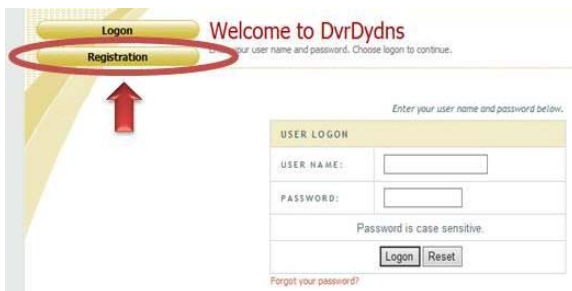 Logon
Registration
Welcome to DvrDydns
your user name and password. Choose logon to continue.
Enter your user name and password below.
USER LOGON
USER NAME:
PASSWORD:
Password is case sensitive.
Logon Reset
Forgot your password?